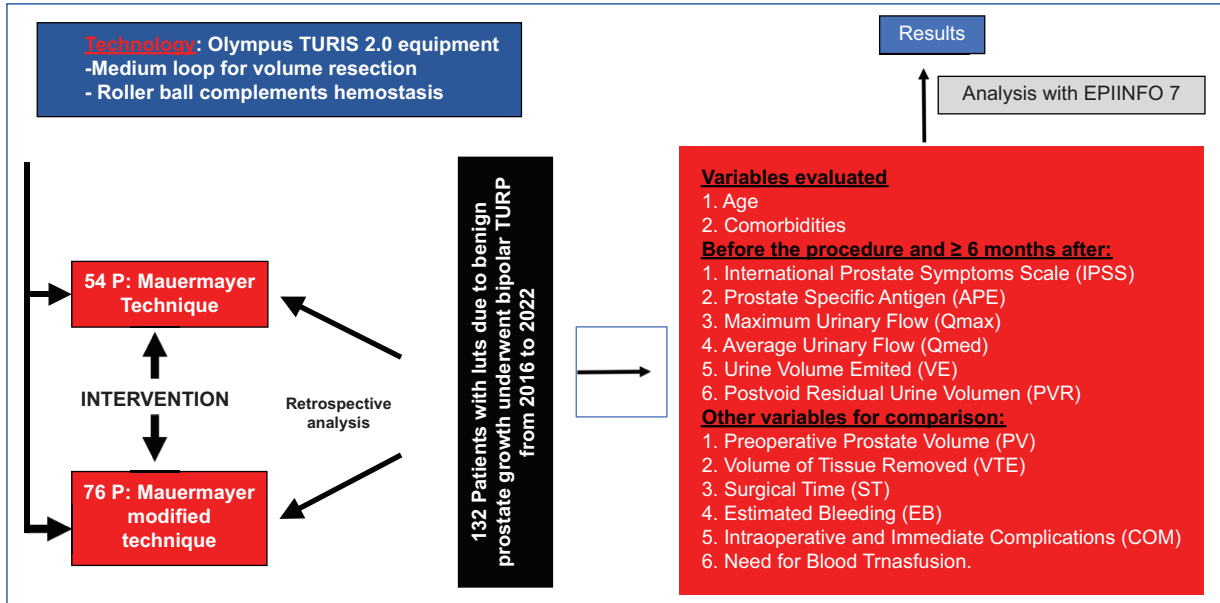 Technology: Olympus TURIS 2.0 equipment
-Medium loop for volume resection
- Roller ball complements hemostasis
54 P: Mauermayer
Technique
INTERVENTION
76 P: Mauermayer
modified
technique
Retrospective
analysis
132 Patients with luts due to benign
prostate growth underwent bipolar TURP
from 2016 to 2022
Results
Analysis with EPIINFO 7
Variables evaluated
1. Age
2. Comorbidities
Before the procedure and ≥ 6 months after:
1. International Prostate Symptoms Scale (IPSS)
2. Prostate Specific Antigen (APE)
3. Maximum Urinary Flow (Qmax)
4. Average Urinary Flow (Qmed)
5. Urine Volume Emited (VE)
6. Postvoid Residual Urine Volumen (PVR)
Other variables for comparison:
1. Preoperative Prostate Volume (PV)
2. Volume of Tissue Removed (VTE)
3. Surgical Time (ST)
4. Estimated Bleeding (EB)
5. Intraoperative and Immediate Complications (COM)
6. Need for Blood Trnasfusion.